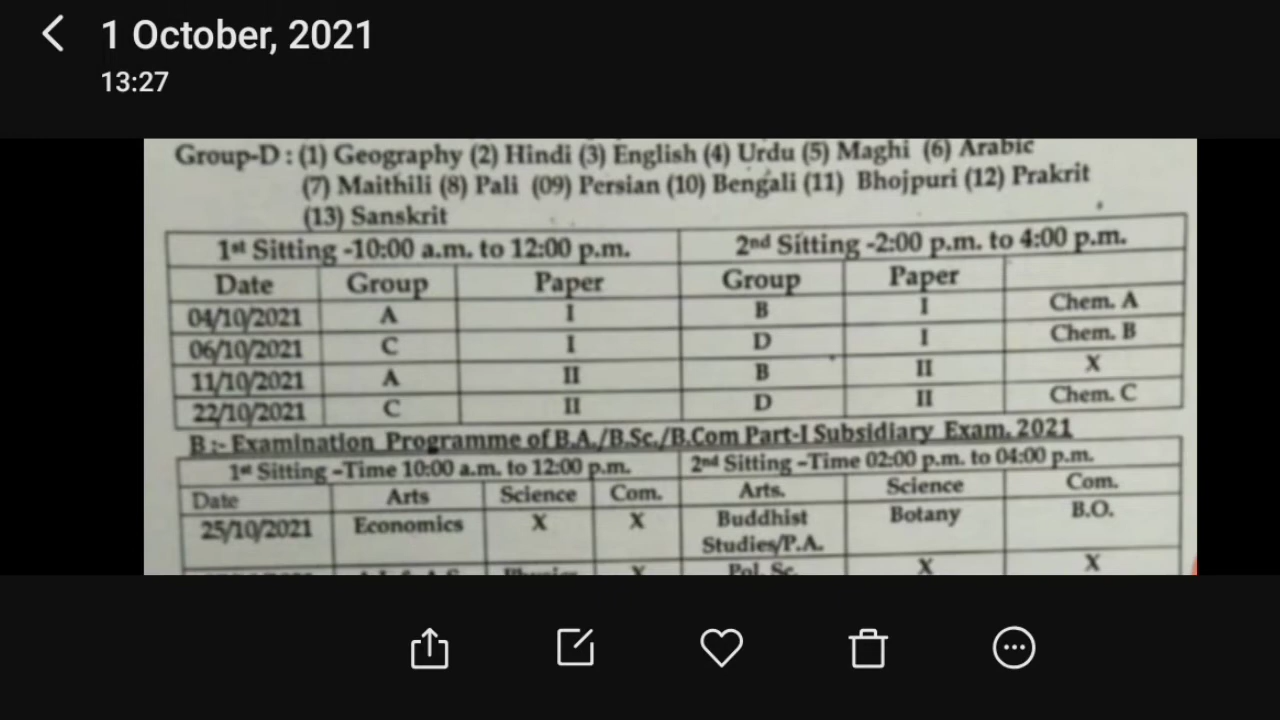 1 October, 2021
13:27
Group-D : (1) Geography (2) Hindi (3) English (4) Urdu (5) Maghi (6) Arabic
(7) Maithili (8) Pali (09) Persian (10) Bengali (11) Bhojpuri (12) Prakrit
(13) Sanskrit
1st Sitting -10:00 a.m. to 12:00 p.m. 2nd Sitting -2:00 p.m. to 4:00 p.m.
Date Group Paper Group Paper
04/10/2021 A I B I Chem. A
06/10/2021 C I D I Chem. B
11/10/2021 A II B II X
22/10/2021 C II D II Chem. C
B :- Examination Programme of B.A./B.Sc./B.Com Part-I Subsidiary Exam. 2021
1st Sitting -Time 10:00 a.m. to 12:00 p.m. 2nd Sitting -Time 02:00 p.m. to 04:00 p.m.
Date Arts Science Com. Arts. Science Com.
25/10/2021 Economics X X Buddhist Botany B.O.
Studies/P.A.
Physics X Pol. Sc. X X